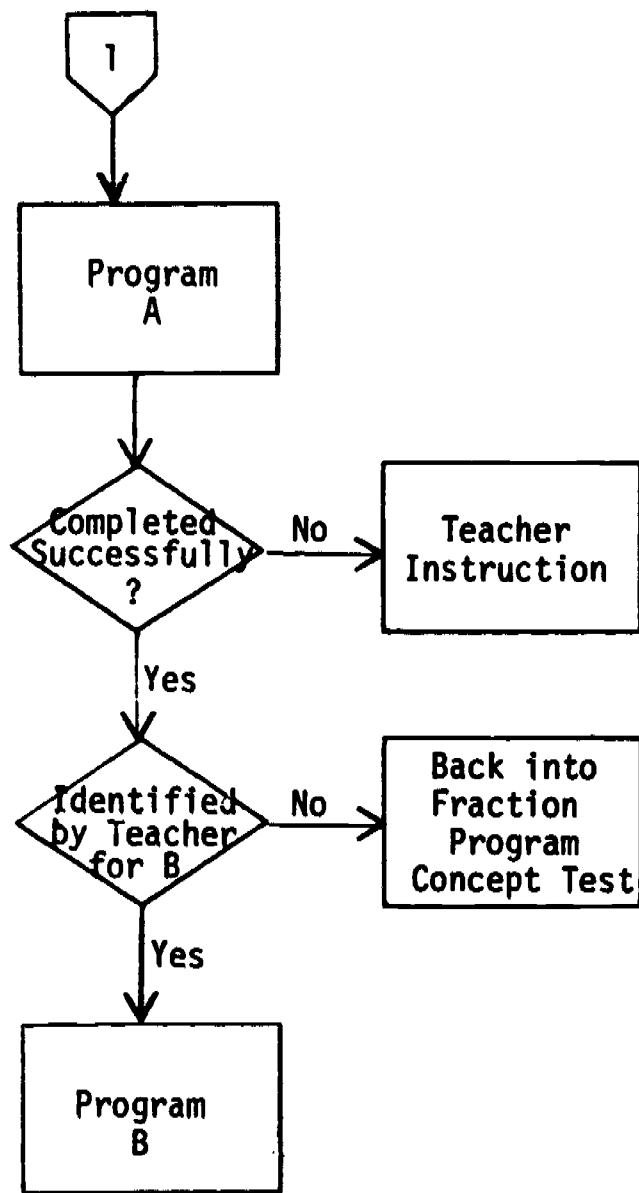 1
Program
A
Completed
Successfully
?
No
Teacher
Instruction
Yes
Identified
by Teacher
for B
No
Back into
Fraction
Program
Concept Test
Yes
Program
B